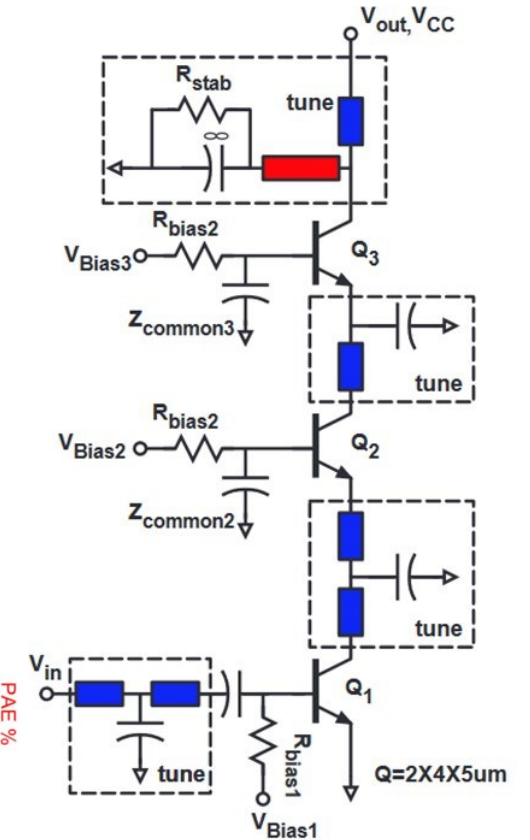 Vout, VCC
Rstab
tune
∞
Rbias2
VBias3
Q3
Zcommon3
tune
Rbias2
VBias2
Q2
Zcommon2
tune
Vin
Q1
PAE %
tune
Rbias1
Q=2X4X5um
VBias1